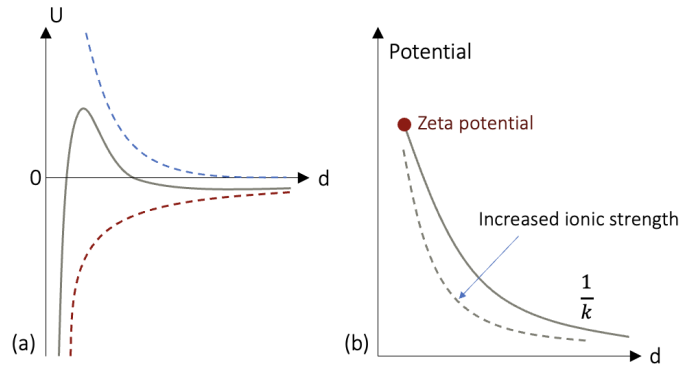 U
0
d
(a)
Potential
Zeta potential
Increased ionic strength
1
k
(b)
d